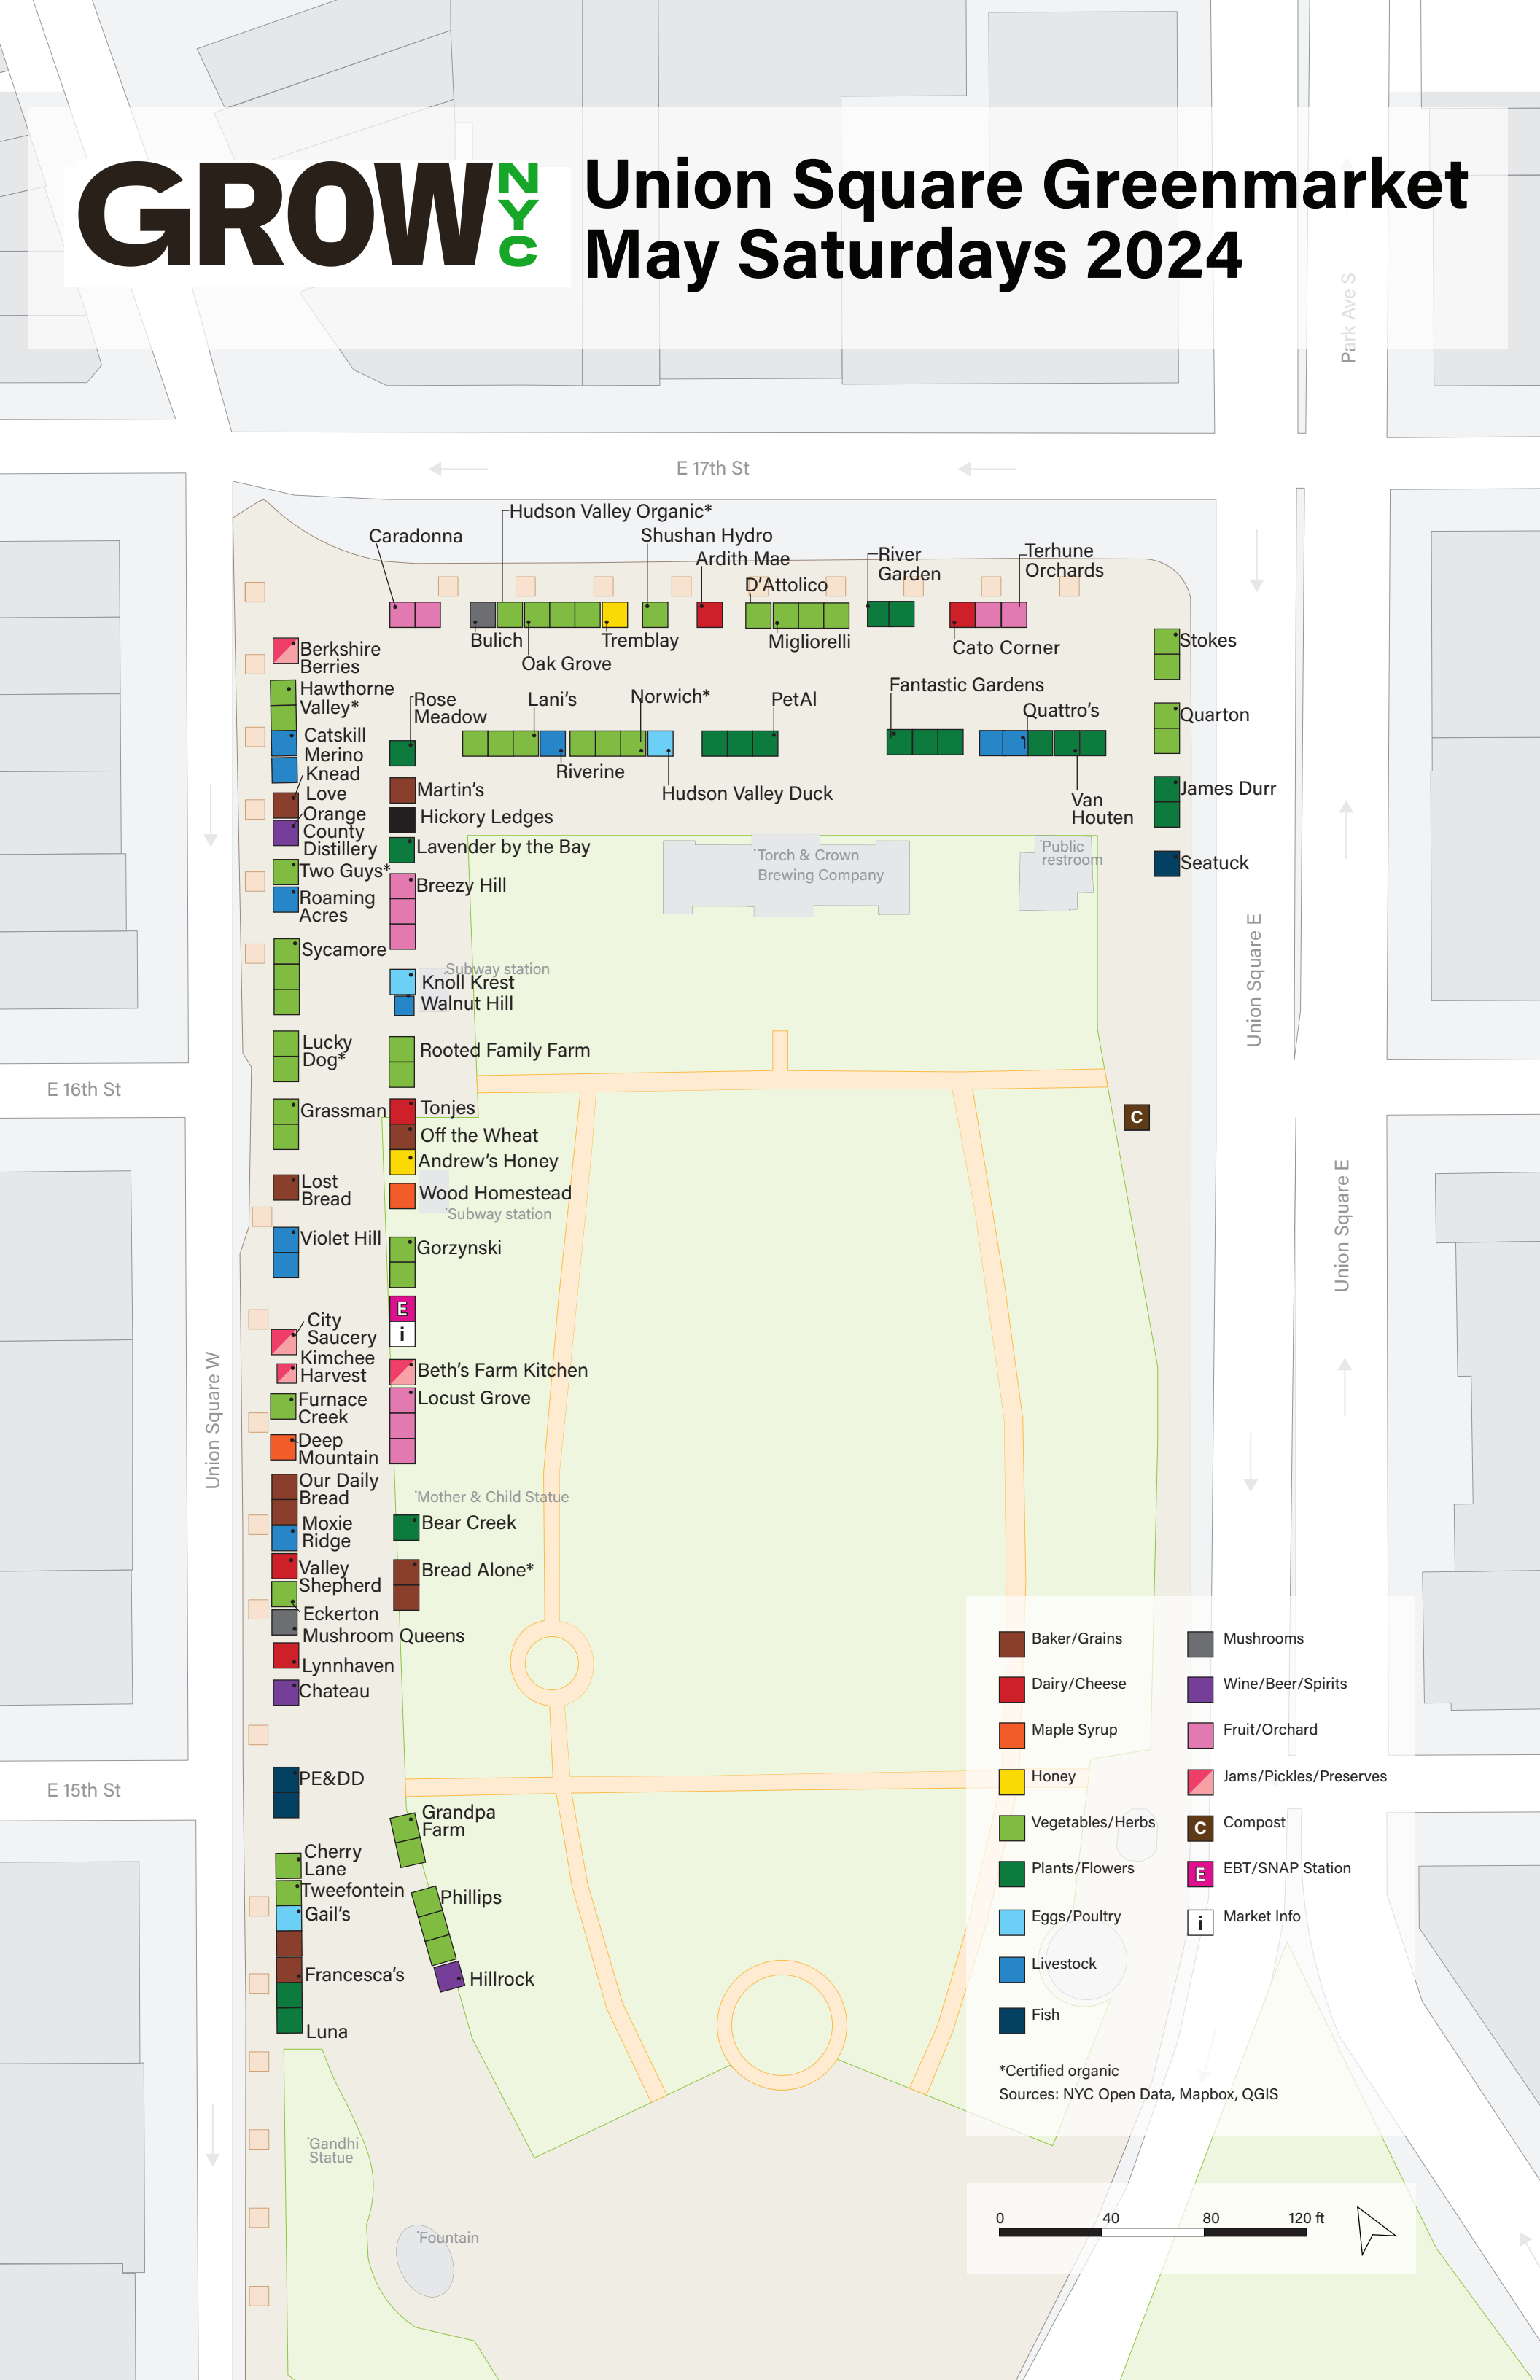 GROW
NYC
Union Square Greenmarket
May Saturdays 2024
Park Ave S
E 17th St
Hudson Valley Organic*
Caradonna
Shushan Hydro
Ardith Mae
River
Garden
Terhune
Orchards
D'Attolico
Bulich
Oak Grove
Tremblay
Migliorelli
Cato Corner
Stokes
Berkshire
Berries
Hawthorne
Valley*
Rose
Meadow
Lani's
Norwich*
PetAl
Fantastic Gardens
Quattro's
Quarton
Catskill
Merino
Knead
Love
Riverine
Hudson Valley Duck
Van
Houten
James Durr
Martin's
Orange
County
Distillery
Hickory Ledges
Lavender by the Bay
Torch & Crown
Brewing Company
Public
restroom
Seatuck
Two Guys*
Breezy Hill
Roaming
Acres
Sycamore
Subway station
Knoll Krest
Walnut Hill
Union Square E
Lucky
Dog*
Rooted Family Farm
E 16th St
Grassman
Tonjes
C
Off the Wheat
Andrew's Honey
Lost
Bread
Wood Homestead
Subway station
Union Square E
Violet Hill
Gorzynski
E
i
City
Saucery
Kimchee
Harvest
Beth's Farm Kitchen
Furnace
Creek
Locust Grove
Union Square W
Deep
Mountain
Our Daily
Bread
Mother & Child Statue
Moxie
Ridge
Bear Creek
Valley
Shepherd
Bread Alone*
Eckerton
Mushroom Queens
Lynnhaven
Chateau
E 15th St
PE&DD
Grandpa
Farm
Cherry
Lane
Tweefontein
Phillips
Gail's
Francesca's
Hillrock
Luna
Gandhi
Statue
Fountain
Baker/Grains
Dairy/Cheese
Maple Syrup
Honey
Vegetables/Herbs
Plants/Flowers
Eggs/Poultry
Livestock
Fish
Mushrooms
Wine/Beer/Spirits
Fruit/Orchard
Jams/Pickles/Preserves
C Compost
E EBT/SNAP Station
i Market Info
*Certified organic
Sources: NYC Open Data, Mapbox, QGIS
0 40 80 120 ft